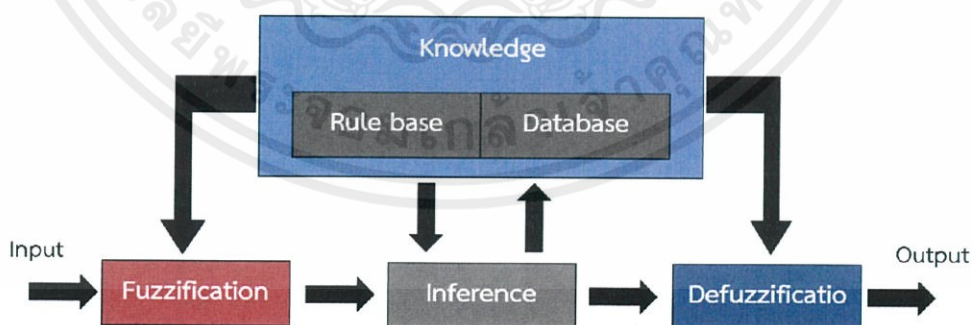 Knowledge
Rule base
Database
Input
Output
Fuzzification
Inference
Defuzzificatio